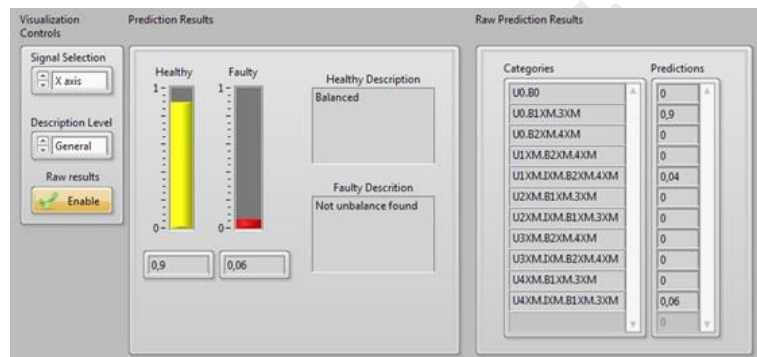 Visualization
Controls
Signal Selection
X axis
Description Level
General
Raw results
Enable
Prediction Results
Healthy
Faulty
1-
0-
1-
0-
0,9
0,06
Healthy Description
Balanced
Faulty Descrition
Not unbalance found
Raw Prediction Results
Categories Predictions
U0.B0 0
U0.B1XM.3XM 0,9
U0.B2XM.4XM 0
U1XM.B2XM.4XM 0
U1XM.IXM.B2XM.4XM 0,04
U2XM.B1XM.3XM 0
U2XM.IXM.B1XM.3XM 0
U3XM.B2XM.4XM 0
U3XM.IXM.B2XM.4XM 0
U4XM.B1XM.3XM 0
U4XM.IXM.B1XM.3XM 0,06
0